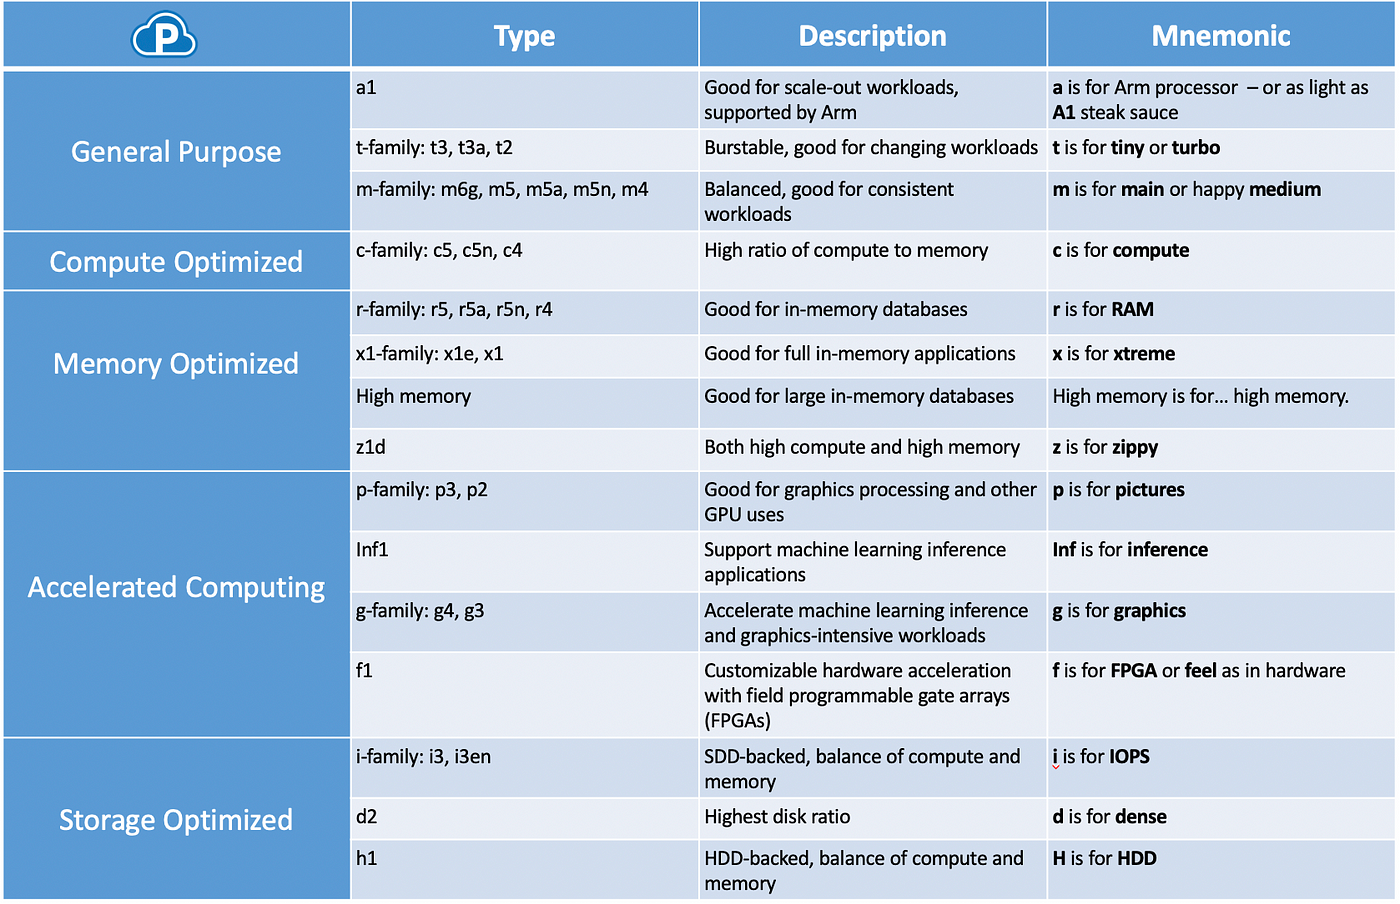 P
Type
Description
Mnemonic
General Purpose
a1
Good for scale-out workloads,
supported by Arm
a is for Arm processor – or as light as
A1 steak sauce
t-family: t3, t3a, t2
Burstable, good for changing workloads
t is for tiny or turbo
m-family: m6g, m5, m5a, m5n, m4
Balanced, good for consistent
workloads
m is for main or happy medium
Compute Optimized
c-family: c5, c5n, c4
High ratio of compute to memory
c is for compute
Memory Optimized
r-family: r5, r5a, r5n, r4
Good for in-memory databases
r is for RAM
x1-family: x1e, x1
Good for full in-memory applications
x is for xtreme
High memory
Good for large in-memory databases
High memory is for... high memory.
z1d
Both high compute and high memory
z is for zippy
Accelerated Computing
p-family: p3, p2
Good for graphics processing and other
GPU uses
p is for pictures
Inf1
Support machine learning inference
applications
Inf is for inference
g-family: g4, g3
Accelerate machine learning inference
and graphics-intensive workloads
g is for graphics
f1
Customizable hardware acceleration
with field programmable gate arrays
(FPGAs)
f is for FPGA or feel as in hardware
Storage Optimized
i-family: i3, i3en
SDD-backed, balance of compute and
memory
i is for IOPS
d2
Highest disk ratio
d is for dense
h1
HDD-backed, balance of compute and
memory
H is for HDD